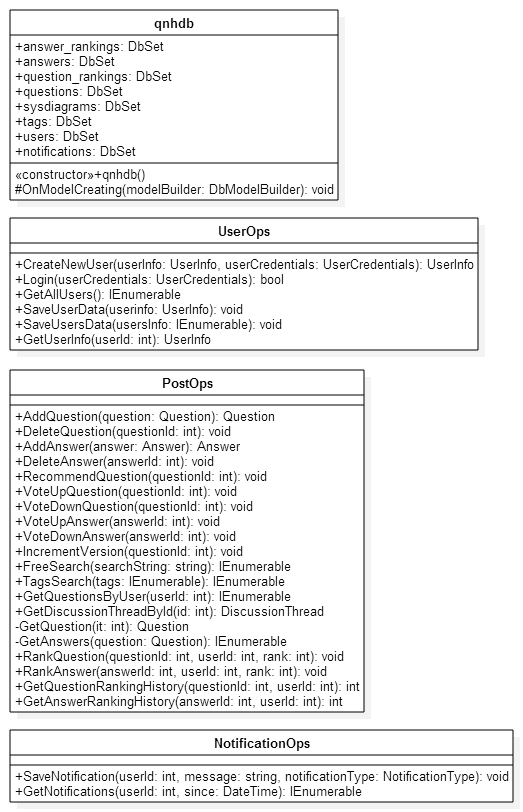 qnhdb
+answer_rankings: DbSet
+answers: DbSet
+question_rankings: DbSet
+questions: DbSet
+sysdiagrams: DbSet
+tags: DbSet
+users: DbSet
+notifications: DbSet
«constructor»+qnhdb()
#OnModelCreating(modelBuilder: DbModelBuilder): void
UserOps
+CreateNewUser(userInfo: UserInfo, userCredentials: UserCredentials): UserInfo
+Login(userCredentials: UserCredentials): bool
+GetAllUsers(): IEnumerable
+SaveUserData(userinfo: UserInfo): void
+SaveUsersData(usersInfo: IEnumerable): void
+GetUserInfo(userId: int): UserInfo
PostOps
+AddQuestion(question: Question): Question
+DeleteQuestion(questionId: int): void
+AddAnswer(answer: Answer): Answer
+DeleteAnswer(answerId: int): void
+RecommendQuestion(questionId: int): void
+VoteUpQuestion(questionId: int): void
+VoteDownQuestion(questionId: int): void
+VoteUpAnswer(answerId: int): void
+VoteDownAnswer(answerId: int): void
+IncrementVersion(questionId: int): void
+FreeSearch(searchString: string): IEnumerable
+TagsSearch(tags: IEnumerable): IEnumerable
+GetQuestionsByUser(userId: int): IEnumerable
+GetDiscussionThreadById(id: int): DiscussionThread
-GetQuestion(it: int): Question
-GetAnswers(question: Question): IEnumerable
+RankQuestion(questionId: int, userId: int, rank: int): void
+RankAnswer(answerId: int, userId: int, rank: int): void
+GetQuestionRankingHistory(questionId: int, userId: int): int
+GetAnswerRankingHistory(answerId: int, userId: int): int
NotificationOps
+SaveNotification(userId: int, message: string, notificationType: NotificationType): void
+GetNotifications(userId: int, since: DateTime): IEnumerable